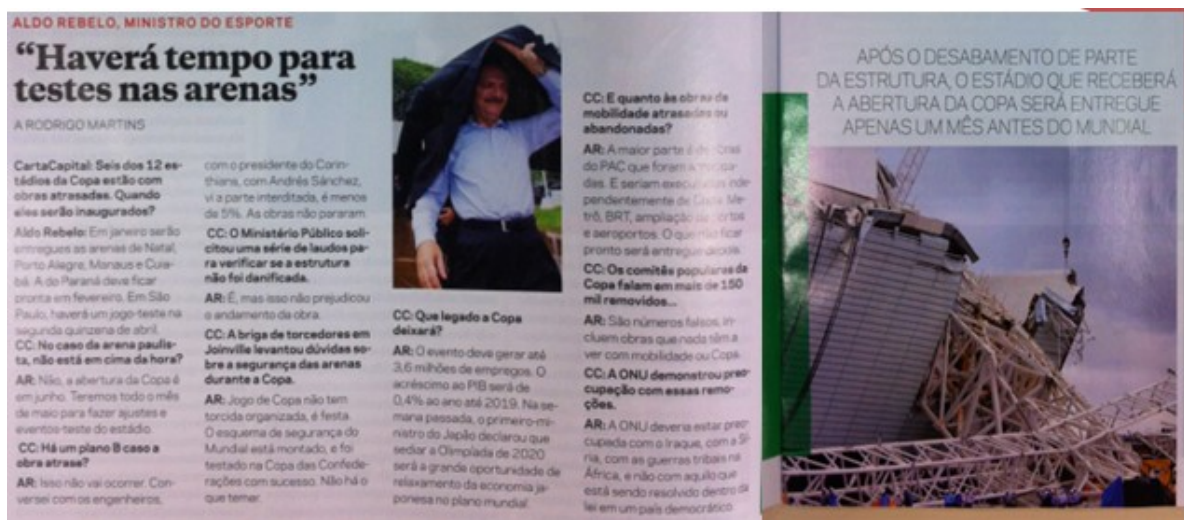 ALDO REBELO, MINISTRO DO ESPORTE
“Haverá tempo para
testes nas arenas”
A RODRIGO MARTINS
CartaCapital: Seis dos 12 es-
tádios da Copa estão com
obras atrasadas. Quando
eles serão inaugurados?
Aldo Rebelo: Em janeiro serão
entregues as arenas de Natal,
Porto Alegre, Manaus e Cuia-
bá. A do Paraná deve ficar
pronta em fevereiro. Em São
Paulo, haverá um jogo-teste na
segunda quinzena de abril.
CC: No caso da arena paulis-
ta, não está em cima da hora?
AR: Não, a abertura da Copa é
em junho. Teremos todo o mês
de maio para fazer ajustes e
eventos-teste do estádio.
CC: Há um plano B caso a
obra atrase?
AR: Isso não vai ocorrer. Con-
versei com os engenheiros,
com o presidente do Corin-
thians, com Andrés Sánchez,
vi a parte interditada, é menos
de 5%. As obras não pararam.
CC: O Ministério Público soli-
citou uma série de laudos pa-
ra verificar se a estrutura
não foi danificada.
AR: É, mas isso não prejudicou
o andamento da obra.
CC: A briga de torcedores em
Joinville levantou dúvidas so-
bre a segurança das arenas
durante a Copa.
AR: Jogo de Copa não tem
torcida organizada, é festa.
O esquema de segurança do
Mundial está montado, e foi
testado na Copa das Confede-
rações com sucesso. Não há o
que temer.
CC: Que legado a Copa
deixará?
AR: O evento deve gerar até
3,6 milhões de empregos. O
acréscimo ao PIB será de
0,4% ao ano até 2019. Na se-
mana passada, o primeiro-mi-
nistro do Japão declarou que
sediar a Olimpíada de 2020
será a grande oportunidade de
relaxamento da economia ja-
ponesa no plano mundial.
CC: E quanto às obras de
mobilidade atrasadas ou
abandonadas?
AR: A maior parte é de obras
do PAC que foram
das. E seriam executadas inde-
pendentemente de Copa. Me-
trô, BRT, ampliação de portos
e aeroportos. O que não ficar
pronto será entregue depois.
CC: Os comitês populares da
Copa falam em mais de 150
mil removidos...
AR: São números falsos, in-
cluem obras que nada têm a
ver com mobilidade ou Copa.
CC: A ONU demonstrou preo-
cupação com essas remo-
ções.
AR: A ONU deveria estar preo-
cupada com o Iraque, com a Sí-
ria, com as guerras tribais na
África, e não com aquilo que
está sendo resolvido dentro da
lei em um país democrático
APÓS O DESABAMENTO DE PARTE
DA ESTRUTURA, O ESTÁDIO QUE RECEBERÁ
A ABERTURA DA COPA SERÁ ENTREGUE
APENAS UM MÊS ANTES DO MUNDIAL